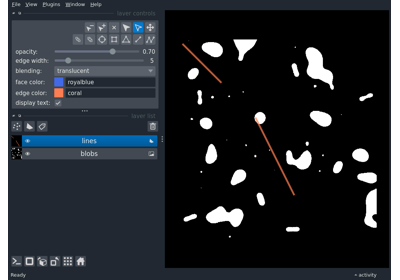 File View Plugins Window Help
layer controls
opacity: 0.70
edge width: 5
blending: translucent
face color: royalblue
edge color: coral
display text:
layer list
lines
blobs
Ready
activity